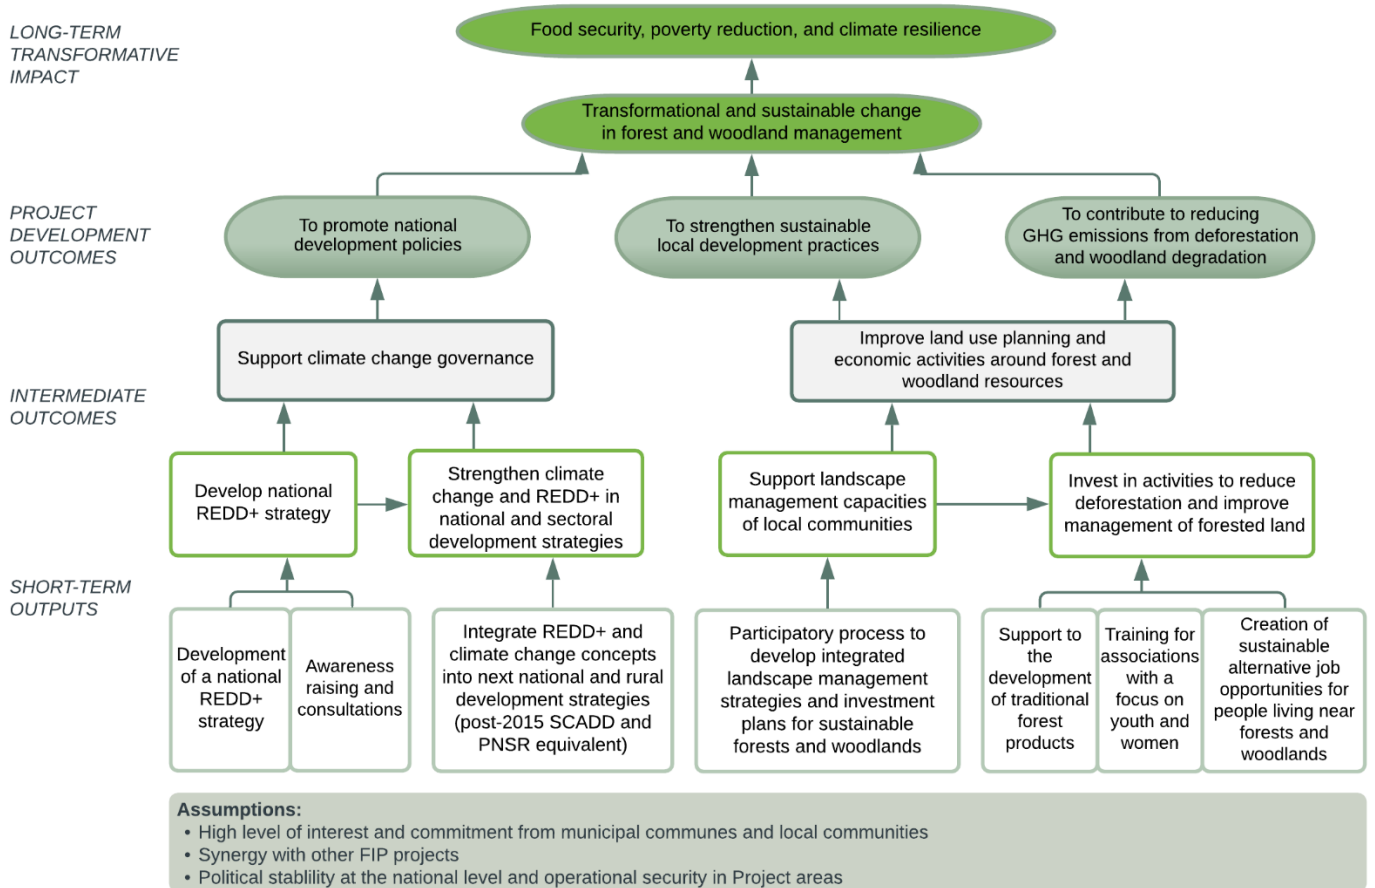 LONG-TERM
TRANSFORMATIVE
IMPACT
Food security, poverty reduction, and climate resilience
Transformational and sustainable change
in forest and woodland management
PROJECT
DEVELOPMENT
OUTCOMES
To promote national
development policies
To strengthen sustainable
local development practices
To contribute to reducing
GHG emissions from deforestation
and woodland degradation
Support climate change governance
Improve land use planning and
economic activities around forest and
woodland resources
INTERMEDIATE
OUTCOMES
Develop national
REDD+ strategy
Strengthen climate
change and REDD+ in
national and sectoral
development strategies
Support landscape
management capacities
of local communities
Invest in activities to reduce
deforestation and improve
management of forested land
SHORT-TERM
OUTPUTS
Development
of a national
REDD+
strategy
Awareness
raising and
consultations
Integrate REDD+ and
climate change concepts
into next national and rural
development strategies
(post-2015 SCADD and
PNSR equivalent)
Participatory process to
develop integrated
landscape management
strategies and investment
plans for sustainable
forests and woodlands
Support to
the
development
of traditional
forest
products
Training for
associations
with a
focus on
youth and
women
Creation of
sustainable
alternative job
opportunities for
people living near
forests and
woodlands
Assumptions:
• High level of interest and commitment from municipal communes and local communities
• Synergy with other FIP projects
• Political stablility at the national level and operational security in Project areas